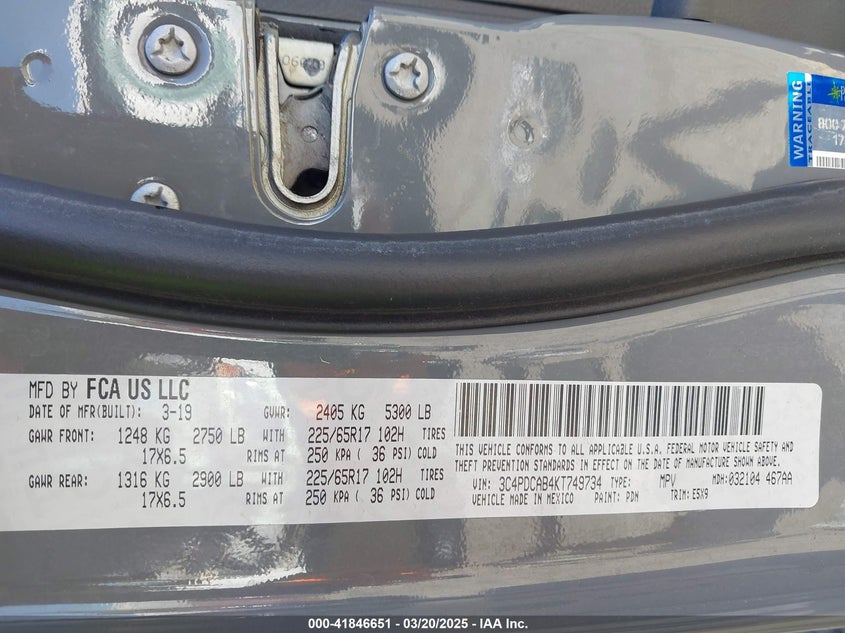 WARNING
TRACEABLE
MFD BY FCA US LLC
DATE OF MFR(BUILT): 3-19 GVWR: 2405 KG 5300 LB
GAWR FRONT: 1248 KG 2750 LB WITH 225/65R17 102H TIRES
17X6.5 RIMS AT 250 KPA ( 36 PSI) COLD
GAWR REAR: 1316 KG 2900 LB WITH 225/65R17 102H TIRES
17X6.5 RIMS AT 250 KPA ( 36 PSI) COLD
THIS VEHICLE CONFORMS TO ALL APPLICABLE U.S.A. FEDERAL MOTOR VEHICLE SAFETY AND
THEFT PREVENTION STANDARDS IN EFFECT ON THE DATE OF MANUFACTURE SHOWN ABOVE.
VIN: 3C4PDCAB4KT749734 TYPE: MPV MDH:032104 467AA
VEHICLE MADE IN MEXICO PAINT: PDN TRIM: E5X9
000-41846651 — 03/20/2025 — IAA Inc.